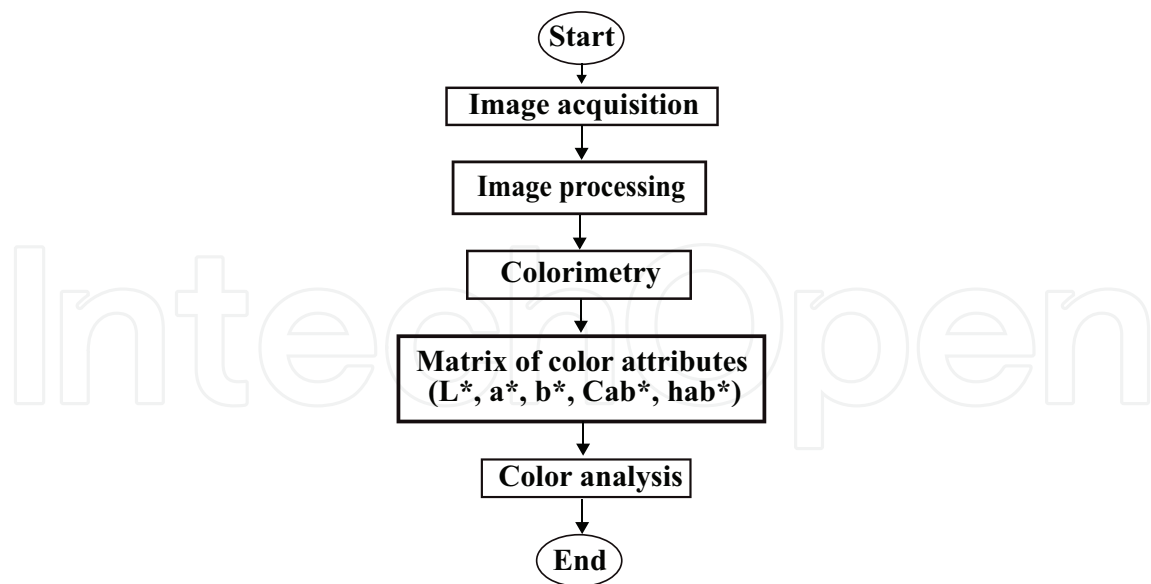 Start
Image acquisition
Image processing
Colorimetry
IntechOpen
Matrix of color attributes
(L*, a*, b*, Cab*, hab*)
Color analysis
End